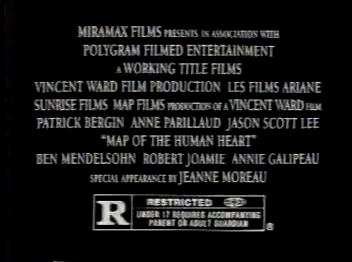 MIRAMAX FILMS PRESENTS IN ASSOCIATION WITH
POLYGRAM FILMED ENTERTAINMENT
A WORKING TITLE FILMS
VINCENT WARD FILM PRODUCTION LES FILMS ARIANE
SUNRISE FILMS MAP FILMS PRODUCTION OF A VINCENT WARD FILM
PATRICK BERGIN ANNE PARILLAUD JASON SCOTT LEE
"MAP OF THE HUMAN HEART"
BEN MENDELSOHN ROBERT JOAMIE ANNIE GALIPEAU
SPECIAL APPEARANCE BY JEANNE MOREAU
R RESTRICTED
UNDER 17 REQUIRES ACCOMPANYING
PARENT OR ADULT GUARDIAN
®